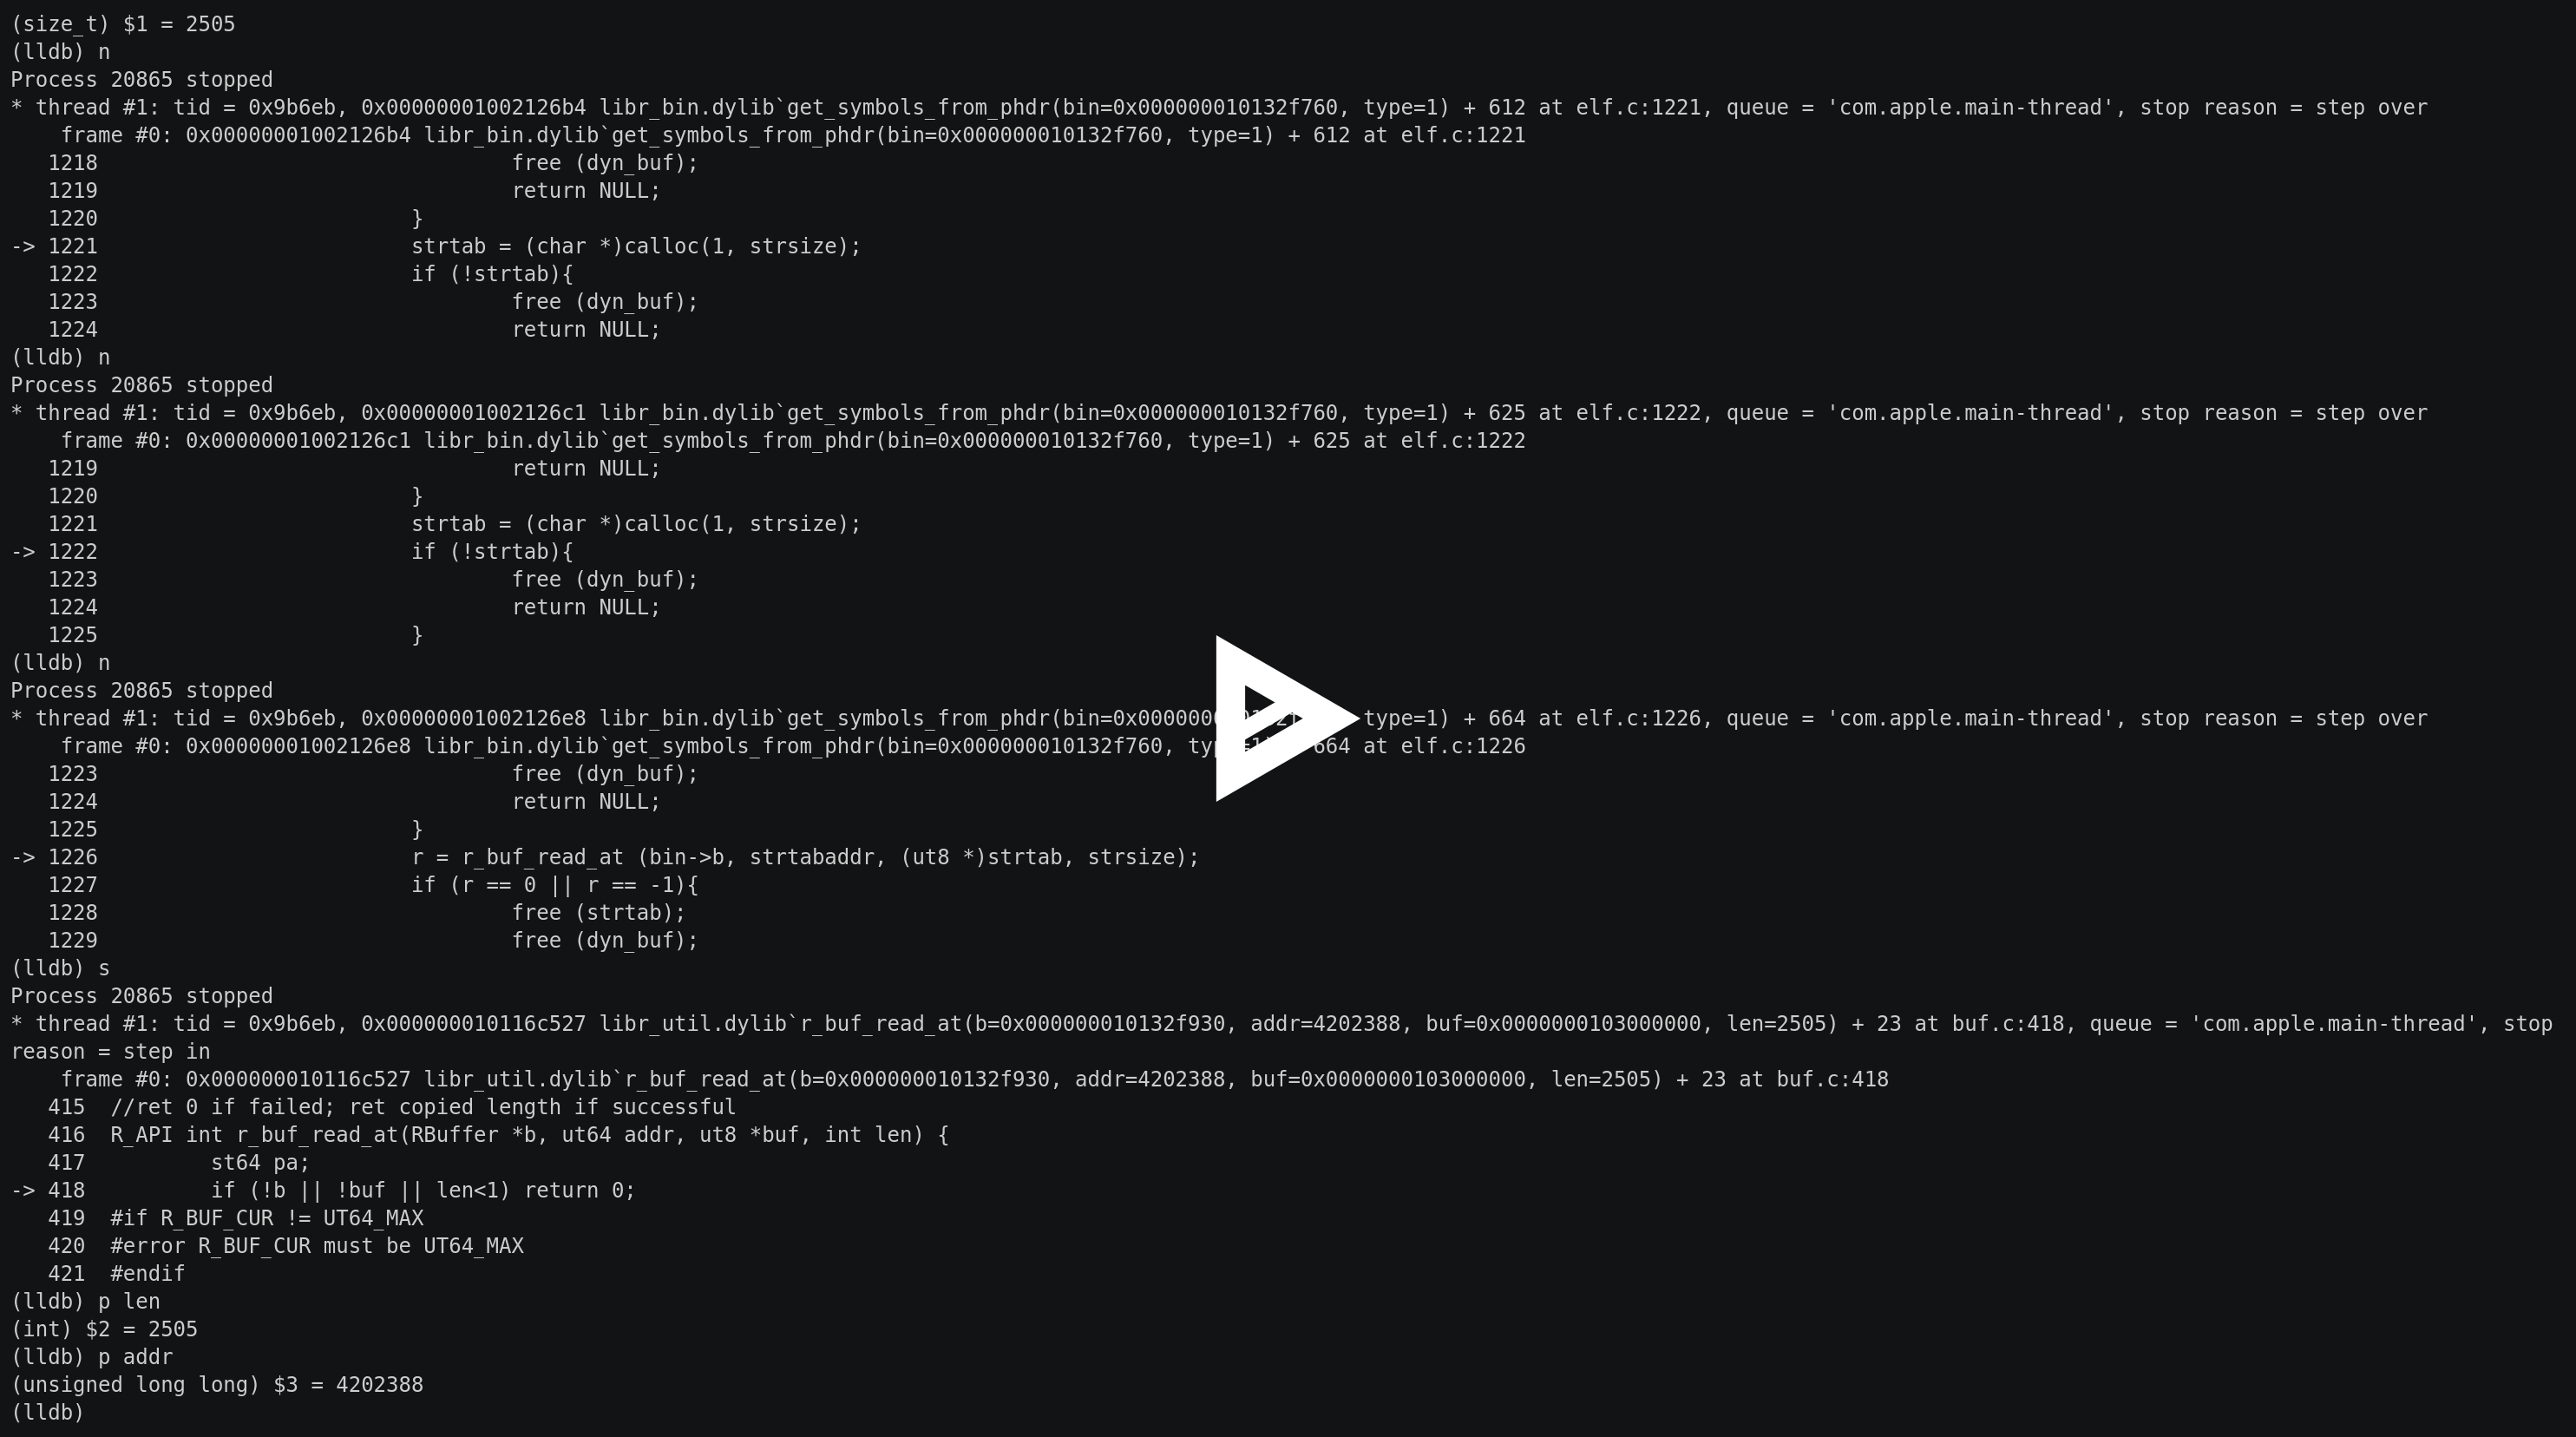 (size_t) $1 = 2505
(lldb) n
Process 20865 stopped
* thread #1: tid = 0x9b6eb, 0x00000001002126b4 libr_bin.dylib`get_symbols_from_phdr(bin=0x000000010132f760, type=1) + 612 at elf.c:1221, queue = 'com.apple.main-thread', stop reason = step over
    frame #0: 0x00000001002126b4 libr_bin.dylib`get_symbols_from_phdr(bin=0x000000010132f760, type=1) + 612 at elf.c:1221
   1218                                 free (dyn_buf);
   1219                                 return NULL;
   1220                         }
-> 1221                         strtab = (char *)calloc(1, strsize);
   1222                         if (!strtab){
   1223                                 free (dyn_buf);
   1224                                 return NULL;
(lldb) n
Process 20865 stopped
* thread #1: tid = 0x9b6eb, 0x00000001002126c1 libr_bin.dylib`get_symbols_from_phdr(bin=0x000000010132f760, type=1) + 625 at elf.c:1222, queue = 'com.apple.main-thread', stop reason = step over
    frame #0: 0x00000001002126c1 libr_bin.dylib`get_symbols_from_phdr(bin=0x000000010132f760, type=1) + 625 at elf.c:1222
   1219                                 return NULL;
   1220                         }
   1221                         strtab = (char *)calloc(1, strsize);
-> 1222                         if (!strtab){
   1223                                 free (dyn_buf);
   1224                                 return NULL;
   1225                         }
(lldb) n
Process 20865 stopped
* thread #1: tid = 0x9b6eb, 0x00000001002126e8 libr_bin.dylib`get_symbols_from_phdr( type=1) + 664 at elf.c:1226, queue = 'com.apple.main-thread', stop reason = step over
    frame #0: 0x00000001002126e8 libr_bin.dylib`get_symbols_from_phdr(bin=0x000000010132f760, 664 at elf.c:1226
   1223                                 free (dyn_buf);
   1224                                 return NULL;
   1225                         }
-> 1226                         r = r_buf_read_at (bin->b, strtabaddr, (ut8 *)strtab, strsize);
   1227                         if (r == 0 || r == -1){
   1228                                 free (strtab);
   1229                                 free (dyn_buf);
(lldb) s
Process 20865 stopped
* thread #1: tid = 0x9b6eb, 0x000000010116c527 libr_util.dylib`r_buf_read_at(b=0x000000010132f930, addr=4202388, buf=0x0000000103000000, len=2505) + 23 at buf.c:418, queue = 'com.apple.main-thread', stop
reason = step in
    frame #0: 0x000000010116c527 libr_util.dylib`r_buf_read_at(b=0x000000010132f930, addr=4202388, buf=0x0000000103000000, len=2505) + 23 at buf.c:418
   415  //ret 0 if failed; ret copied length if successful
   416  R_API int r_buf_read_at(RBuffer *b, ut64 addr, ut8 *buf, int len) {
   417          st64 pa;
-> 418          if (!b || !buf || len<1) return 0;
   419  #if R_BUF_CUR != UT64_MAX
   420  #error R_BUF_CUR must be UT64_MAX
   421  #endif
(lldb) p len
(int) $2 = 2505
(lldb) p addr
(unsigned long long) $3 = 4202388
(lldb)